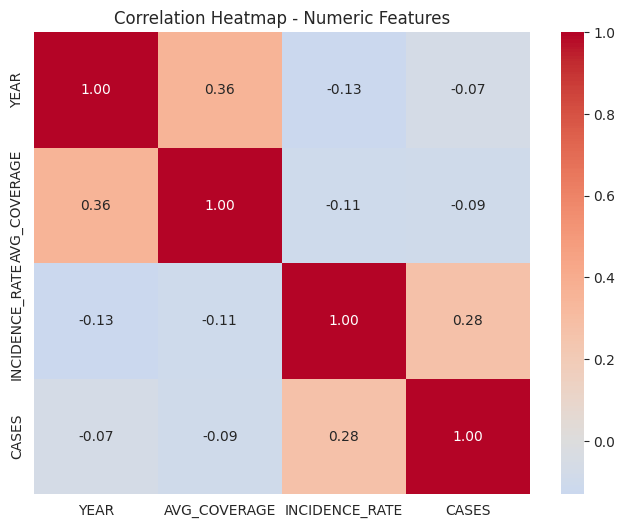 Correlation Heatmap - Numeric Features
YEAR
1.00
0.36
-0.13
-0.07
AVG_COVERAGE
0.36
1.00
-0.11
-0.09
INCIDENCE_RATE
-0.13
-0.11
1.00
0.28
CASES
-0.07
-0.09
0.28
1.00
YEAR
AVG_COVERAGE
INCIDENCE_RATE
CASES
1.0
0.8
0.6
0.4
0.2
0.0